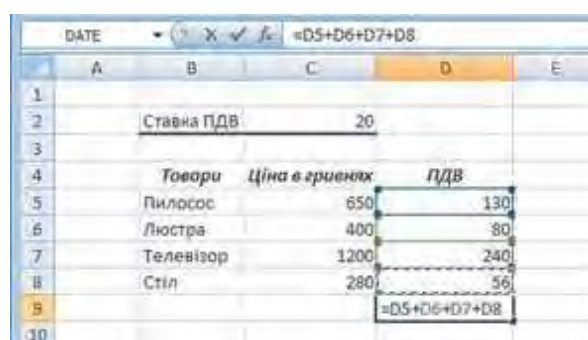 DATE fx =D5+D6+D7+D8
A B C D E
1
2 Ставка ПДВ 20
3
4 Товари Ціна в гривнях ПДВ
5 Пилосос 650 130
6 Люстра 400 80
7 Телевізор 1200 240
8 Стіл 280 56
9 =D5+D6+D7+D8
10